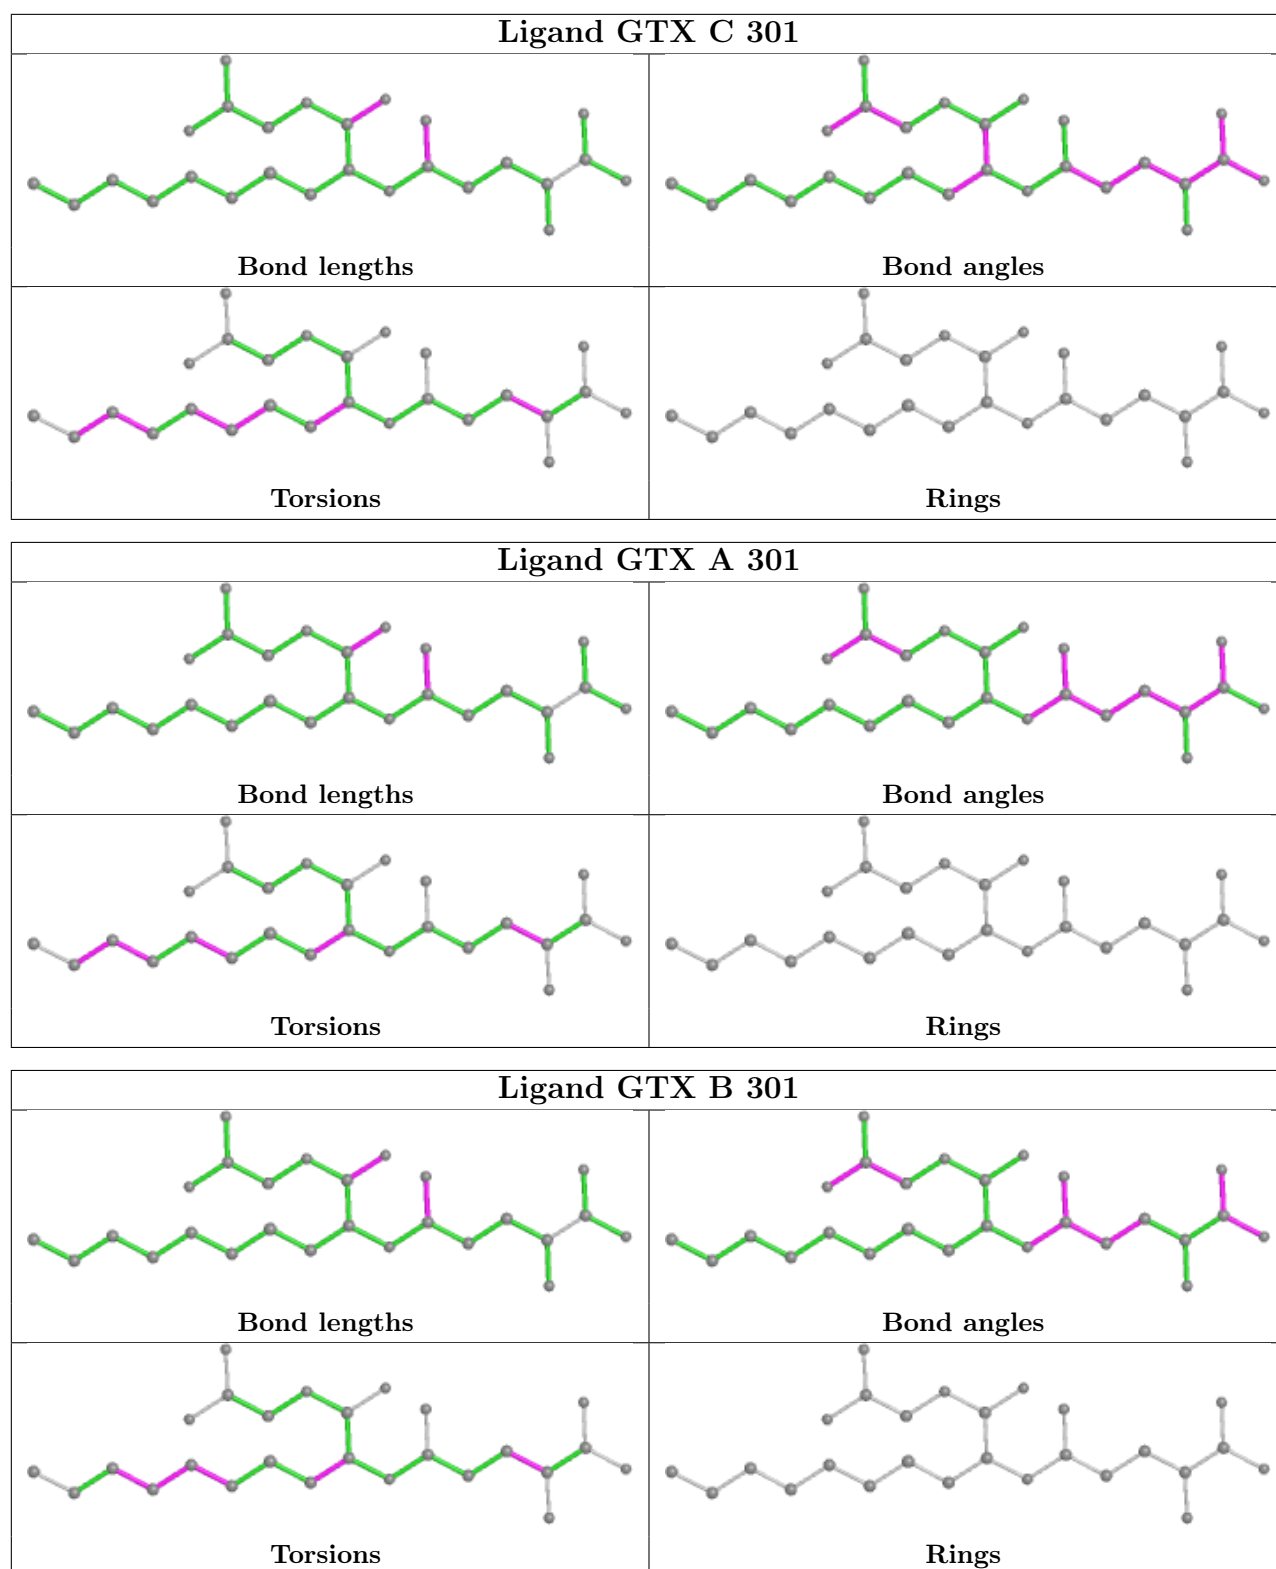 Ligand GTX C 301
Bond lengths
Bond angles
Torsions
Rings
Ligand GTX A 301
Bond lengths
Bond angles
Torsions
Rings
Ligand GTX B 301
Bond lengths
Bond angles
Torsions
Rings